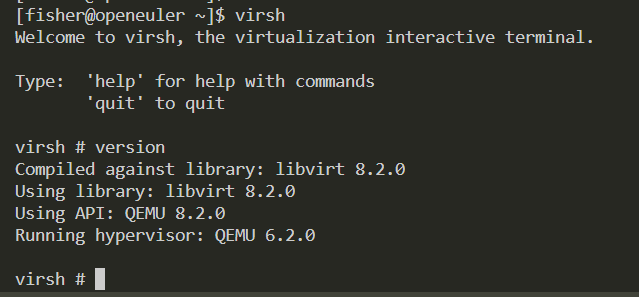 [fisher@openeuler ~]$ virsh
Welcome to virsh, the virtualization interactive terminal.
Type:  'help' for help with commands
       'quit' to quit
virsh # version
Compiled against library: libvirt 8.2.0
Using library: libvirt 8.2.0
Using API: QEMU 8.2.0
Running hypervisor: QEMU 6.2.0
virsh #